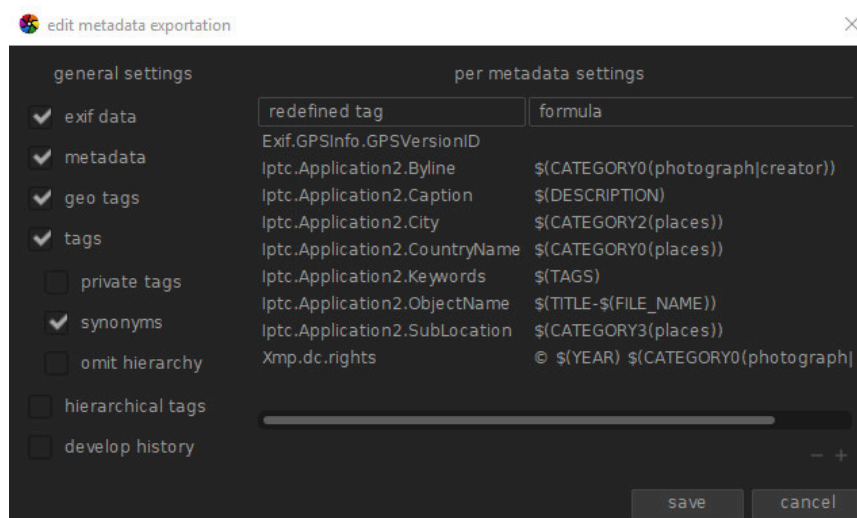 edit metadata exportation
general settings
per metadata settings
exif data
metadata
geo tags
tags
private tags
synonyms
omit hierarchy
hierarchical tags
develop history
redefined tag formula
Exif.GPSInfo.GPSVersionID
Iptc.Application2.Byline $(CATEGORY0(photograph|creator))
Iptc.Application2.Caption $(DESCRIPTION)
Iptc.Application2.City $(CATEGORY2(places))
Iptc.Application2.CountryName $(CATEGORY0(places))
Iptc.Application2.Keywords $(TAGS)
Iptc.Application2.ObjectName $(TITLE-$(FILE_NAME))
Iptc.Application2.SubLocation $(CATEGORY3(places))
Xmp.dc.rights © $(YEAR) $(CATEGORY0(photograph|
save cancel